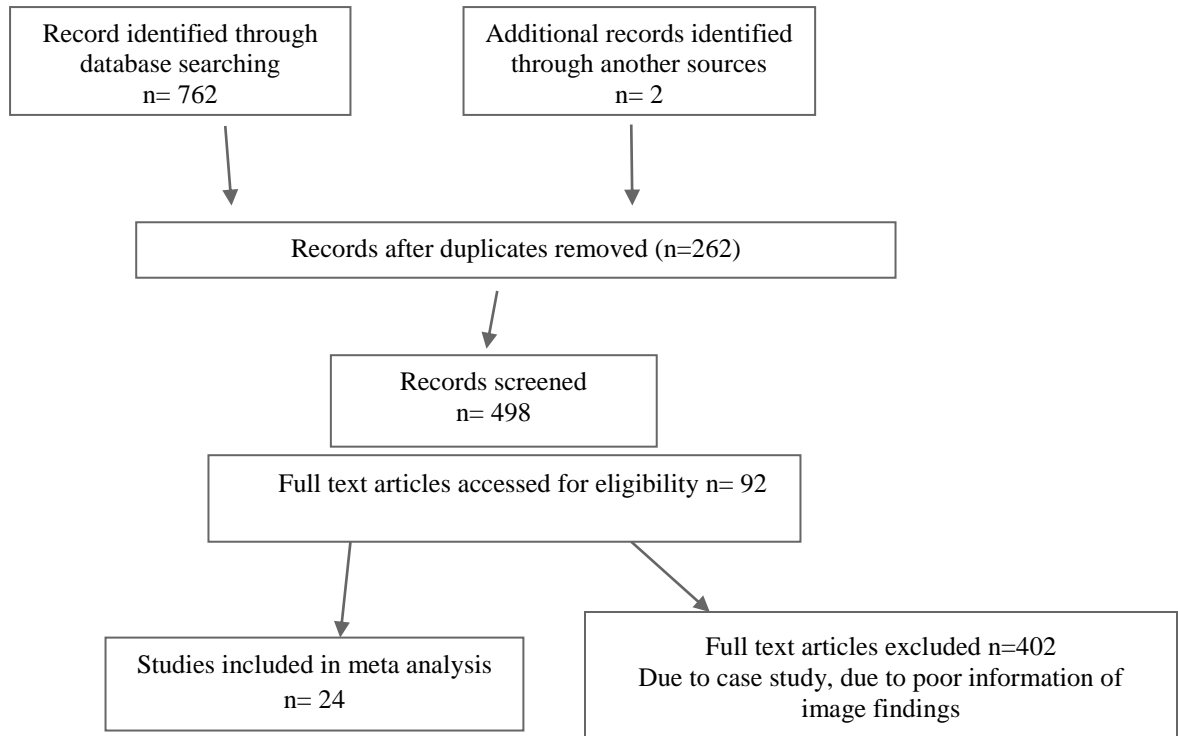 Record identified through
database searching
n= 762
Additional records identified
through another sources
n= 2
Records after duplicates removed (n=262)
Records screened
n= 498
Full text articles accessed for eligibility n= 92
Studies included in meta analysis
n= 24
Full text articles excluded n=402
Due to case study, due to poor information of
image findings